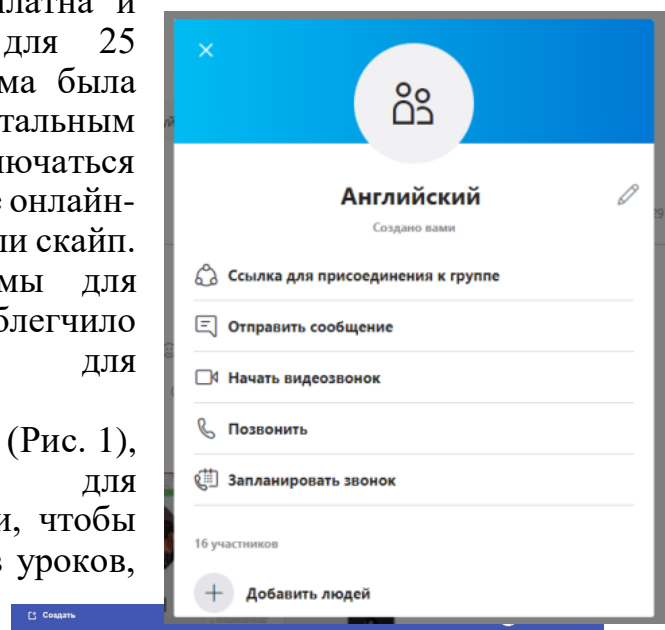 платна и
для 25
ма была
тальным
лючаться
е онлайн-
ли скайп.
мы для
блегчило
для
(Рис. 1),
для
и, чтобы
в уроков,
Английский
Создано вами
Ссылка для присоединения к группе
Отправить сообщение
Начать видеозвонок
Позвонить
Запланировать звонок
16 участников
Добавить людей
Создать